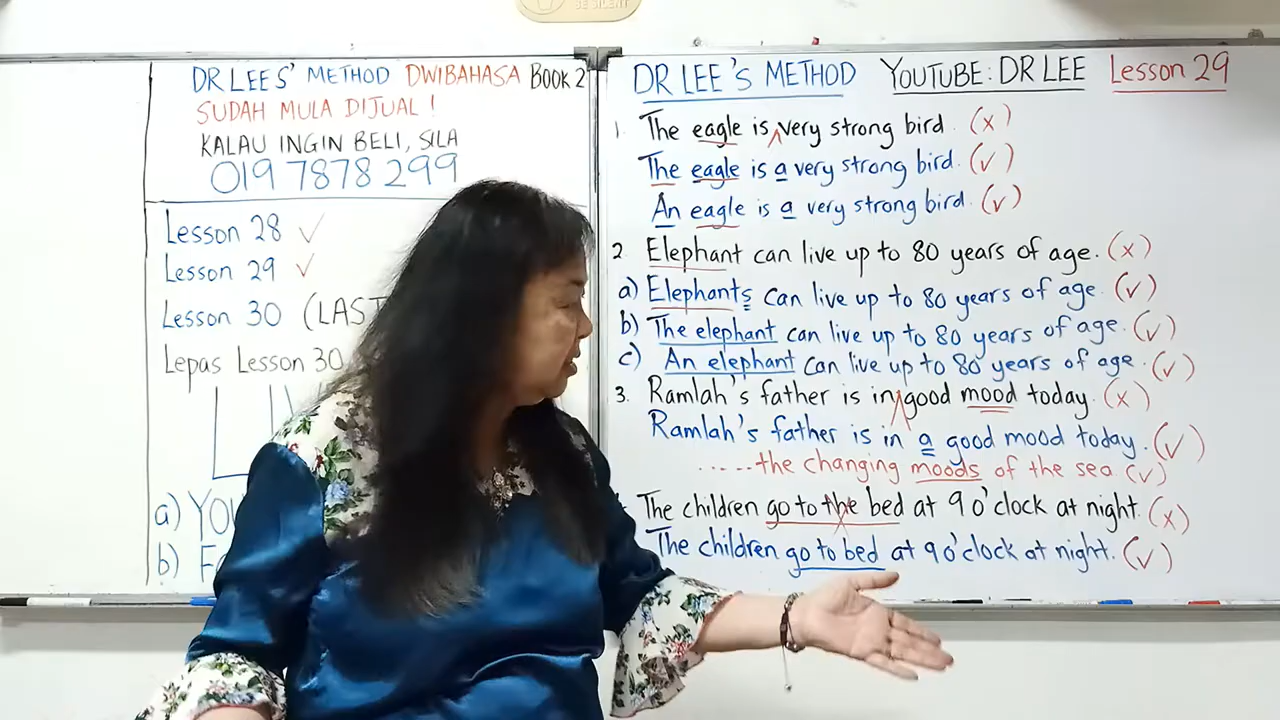 BE SILENT
DR LEES' METHOD DWIBAHASA BOOK 2
SUDAH MULA DIJUAL !
KALAU INGIN BELI, SILA
019 7878 299
Lesson 28 ✓
Lesson 29 ✓
Lesson 30 (LAST
Lepas Lesson 30
a)
b)
DR LEE'S METHOD YOUTUBE: DR LEE Lesson 29
1. The eagle is ^ very strong bird. (x)
The eagle is a very strong bird. (✓)
An eagle is a very strong bird. (✓)
2 Elephant can live up to 80 years of age. (x)
a) Elephants can live up to 80 years of age. (✓)
b) The elephant can live up to 80 years of age. (✓)
c) An elephant can live up to 80 years of age. (✓)
3. Ramlah's father is in ^ good mood today. (x)
Ramlah's father is in a good mood today. (✓)
.....the changing moods of the sea (✓)
The children go to the bed at 9 o'clock at night. (x)
The children go to bed at 9 o'clock at night. (✓)